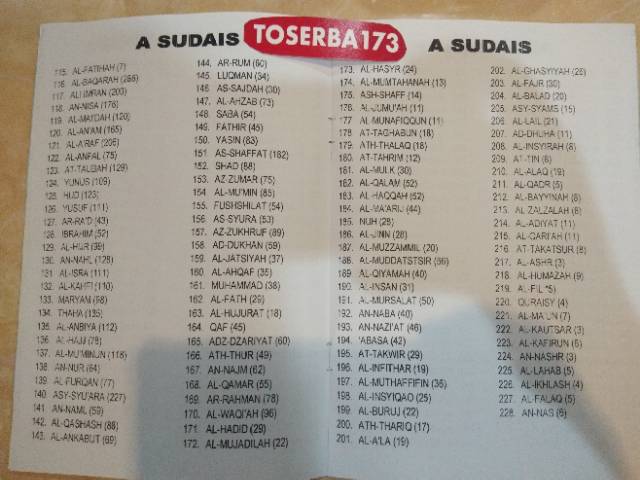 A SUDAIS
TOSERBA173
A SUDAIS
115. AL-FATIHAH (7)
116. AL-BAQARAH (286)
117. ALI IMRAN (200)
118. AN-NISA (176)
119. AL-MAIDAH (120)
120. AL-AN'AM (165)
121. AL-A'RAF (206)
122. AL-ANFAL (75)
123. AT-TAUBAH (129)
124. YUNUS (109)
125. HUD (123)
126. YUSUF (111)
127. AR-RA'D (43)
128. IBRAHIM (52)
129. AL-HIJR (99)
130. AN-NAHL (128)
131. AL-ISRA (111)
132. AL-KAHFI (110)
133. MARYAM (98)
134. THAHA (135)
135. AL-ANBIYA (112)
136. AL-HAJJ (78)
137. AL-MU'MINUN (118)
138. AN-NUR (64)
139. AL-FURQAN (77)
140. ASY-SYU'ARA (227)
141. AN-NAML (59)
142. AL-QASHASH (88)
143. AL-ANKABUT (69)
144. AR-RUM (60)
145. LUQMAN (34)
146. AS-SAJDAH (30)
147. AL-AHZAB (73)
148. SABA (54)
149. FATHIR (45)
150. YASIN (83)
151. AS-SHAFFAT (182)
152. SHAD (88)
153. AZ-ZUMAR (75)
154. AL-MU'MIN (85)
155. FUSHSHILAT (54)
156. AS-SYURA (53)
157. AZ-ZUKHRUF (89)
158. AD-DUKHAN (59)
159. AL-JATSIYAH (37)
160. AL-AHQAF (35)
161. MUHAMMAD (38)
162. AL-FATH (29)
163. AL-HUJURAT (18)
164. QAF (45)
165. ADZ-DZARIYAT (60)
166. ATH-THUR (49)
167. AN-NAJM (62)
168. AL-QAMAR (55)
169. AR-RAHMAN (78)
170. AL-WAQI'AH (96)
171. AL-HADID (29)
172. AL-MUJADILAH (22)
173. AL-HASYR (24)
174. AL-MUMTAHANAH (13)
175. ASH-SHAFF (14)
176. AL-JUMU'AH (11)
177. AL-MUNAFIQQUN (11)
178. AT-TAGHABUN (18)
179. ATH-THALAQ (18)
180. AT-TAHRIM (12)
181. AL-MULK (30)
182. AL-QALAM (52)
183. AL-HAQQAH (52)
184. AL-MA'ARIJ (44)
185. NUH (28)
186. AL-JINN (28)
187. AL-MUZZAMMIL (20)
188. AL-MUDDATSTSIR (56)
189. AL-QIYAMAH (40)
190. AL-INSAN (31)
191. AL-MURSALAT (50)
192. AN-NABA (40)
193. AN-NAZI'AT (46)
194. 'ABASA (42)
195. AT-TAKWIR (29)
196. AL-INFITHAR (19)
197. AL-MUTHAFFIFIN (36)
198. AL-INSYIQAO (25)
199. AL-BURUJ (22)
200. ATH-THARIQ (17)
201. AL-A'LA (19)
202. AL-GHASYIYAH (26)
203. AL-FAJR (30)
204. AL-BALAD (20)
205. ASY-SYAMS (15)
206. AL-LAIL (21)
207. AD-DHUHA (11)
208. AL-INSYIRAH (8)
209. AT-TIN (8)
210. AL-ALAQ (19)
211. AL-QADR (5)
212. AL-BAYYINAH (8)
213. AL-ZALZALAH (8)
214. AL-ADIYAT (11)
215. AL-QARI'AH (11)
216. AT-TAKATSUR (8)
217. AL-ASHR (3)
218. AL-HUMAZAH (9)
219. AL-FIL (5)
220. QURAISY (4)
221. AL-MA'UN (7)
222. AL-KAUTSAR (3)
223. AL-KAFIRUN (6)
224. AN-NASHR (3)
225. AL-LAHAB (5)
226. AL-IKHLASH (4)
227. AL-FALAQ (5)
228. AN-NAS (6)